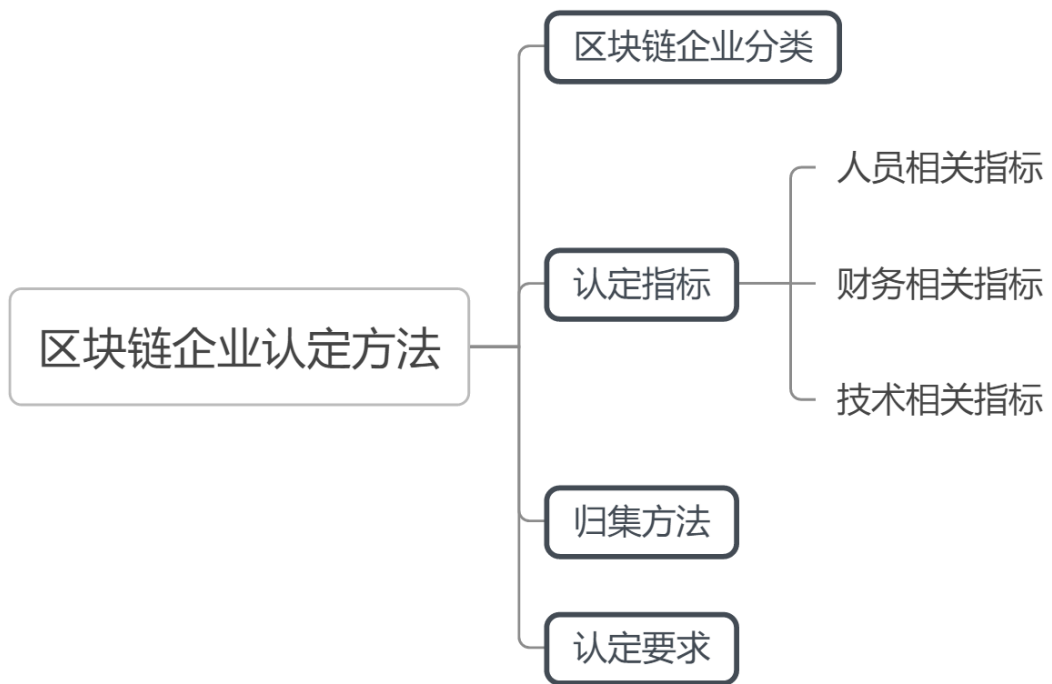 区块链企业认定方法
区块链企业分类
认定指标
人员相关指标
财务相关指标
技术相关指标
归集方法
认定要求